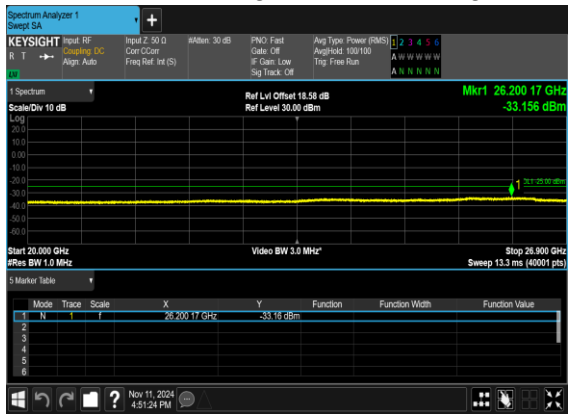 Spectrum Analyzer 1
Swept SA
KEYSIGHT Input: RF Input Z: 50 Ω #Atten: 30 dB PNO: Fast Avg Type: Power (RMS) 1 2 3 4 5 6
R T Coupling: DC Corr CCorr Gate: Off Avg|Hold: 100/100 A W W W W W
Align: Auto Freq Ref: Int (S) IF Gain: Low Trig: Free Run
Sig Track: Off A N N N N N
1 Spectrum Ref Lvl Offset 18.58 dB Mkr1 26.200 17 GHz
Scale/Div 10 dB Ref Level 30.00 dBm -33.156 dBm
Log
20.0
10.0
0.00
-10.0
-20.0
1 DL1 -25.00 dBm
-30.0
-40.0
-50.0
-60.0
Start 20.000 GHz Video BW 3.0 MHz* Stop 26.900 GHz
#Res BW 1.0 MHz Sweep 13.3 ms (40001 pts)
5 Marker Table
Mode Trace Scale X Y Function Function Width Function Value
1 N 1 f 26.200 17 GHz -33.16 dBm
2
3
4
5
6
? Nov 11, 2024
4:51:24 PM